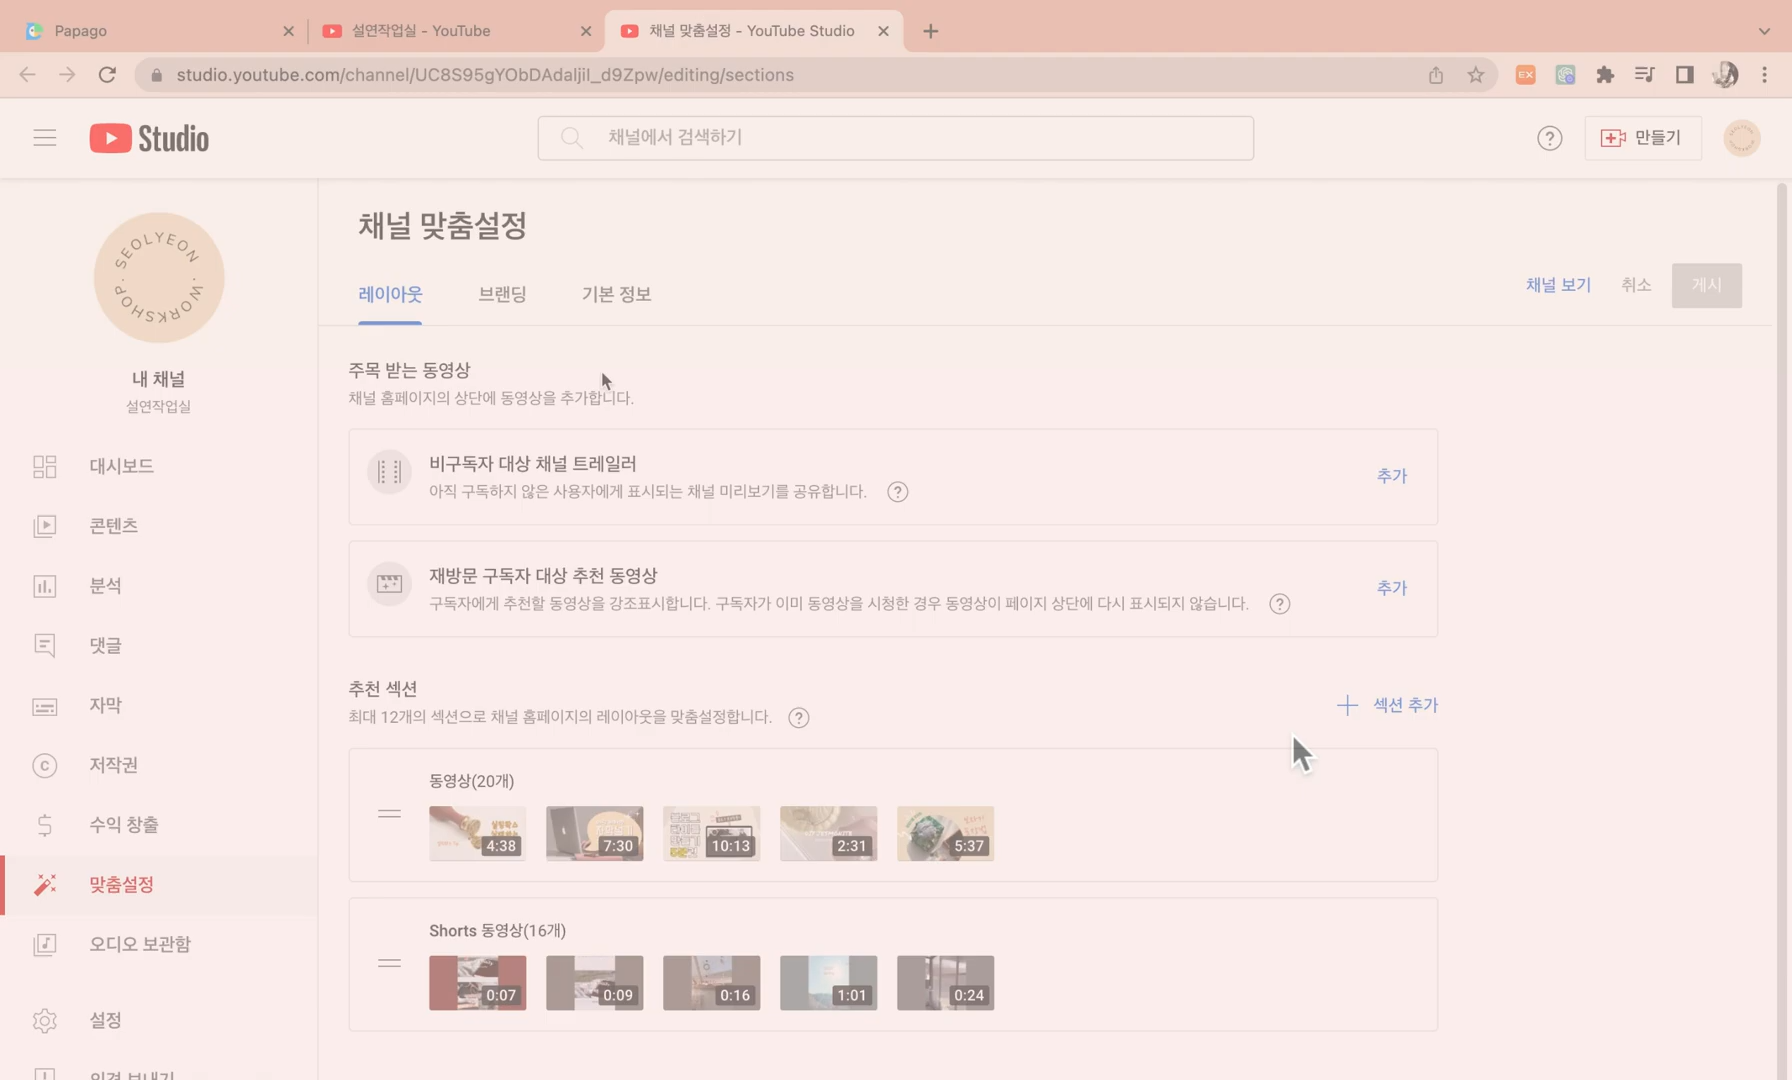 Papago
설연작업실 - YouTube
채널 맞춤설정 - YouTube Studio
studio.youtube.com/channel/UC8S95gYObDAdaljil_d9Zpw/editing/sections
EX
Studio
채널에서 검색하기
만들기
SEOLYEON · WORKSHOP ·
내 채널
설연작업실
대시보드
콘텐츠
분석
댓글
자막
저작권
수익 창출
맞춤설정
오디오 보관함
설정
의견 보내기
채널 맞춤설정
레이아웃
브랜딩
기본 정보
채널 보기
취소
게시
주목 받는 동영상
채널 홈페이지의 상단에 동영상을 추가합니다.
비구독자 대상 채널 트레일러
아직 구독하지 않은 사용자에게 표시되는 채널 미리보기를 공유합니다.
추가
재방문 구독자 대상 추천 동영상
구독자에게 추천할 동영상을 강조표시합니다. 구독자가 이미 동영상을 시청한 경우 동영상이 페이지 상단에 다시 표시되지 않습니다.
추가
추천 섹션
최대 12개의 섹션으로 채널 홈페이지의 레이아웃을 맞춤설정합니다.
섹션 추가
동영상(20개)
4:38
7:30
10:13
2:31
5:37
Shorts 동영상(16개)
0:07
0:09
0:16
1:01
0:24